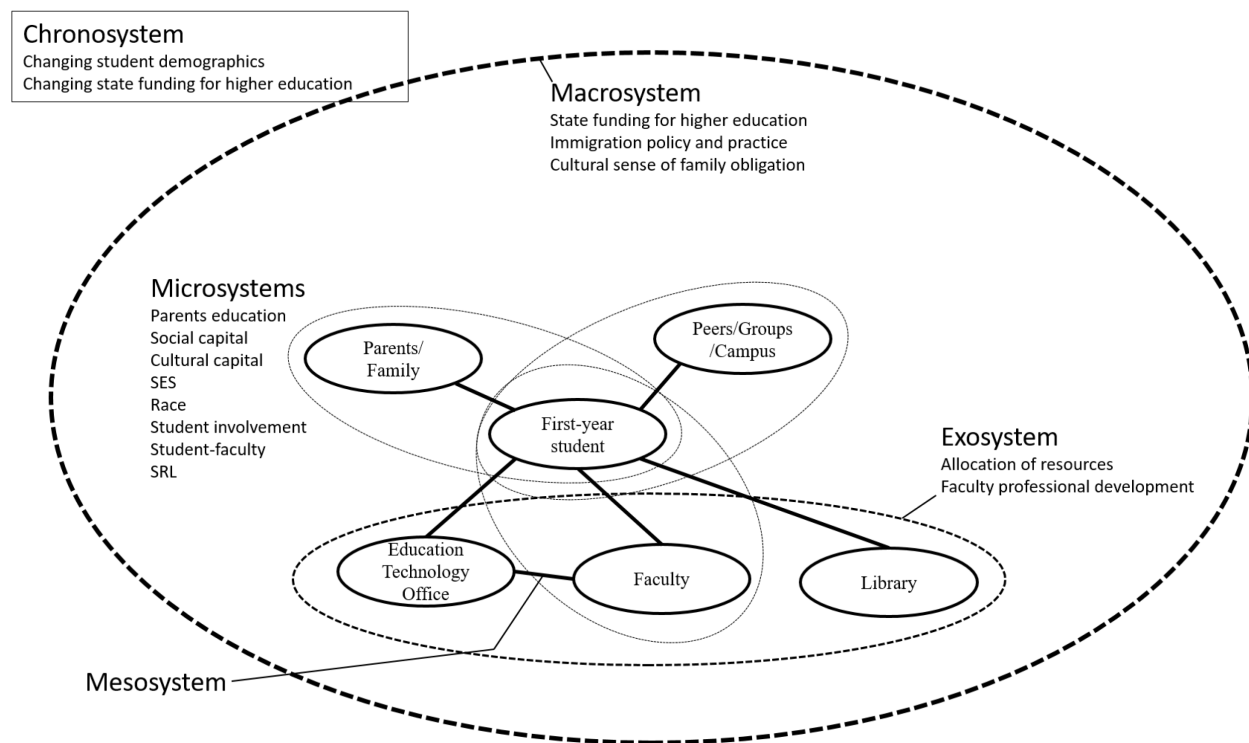 Chronosystem
Changing student demographics
Changing state funding for higher education
Macrosystem
State funding for higher education
Immigration policy and practice
Cultural sense of family obligation
Microsystems
Parents education
Social capital
Cultural capital
SES
Race
Student involvement
Student-faculty
SRL
Parents/
Family
Peers/Groups
/Campus
First-year
student
Exosystem
Allocation of resources
Faculty professional development
Education
Technology
Office
Faculty
Library
Mesosystem